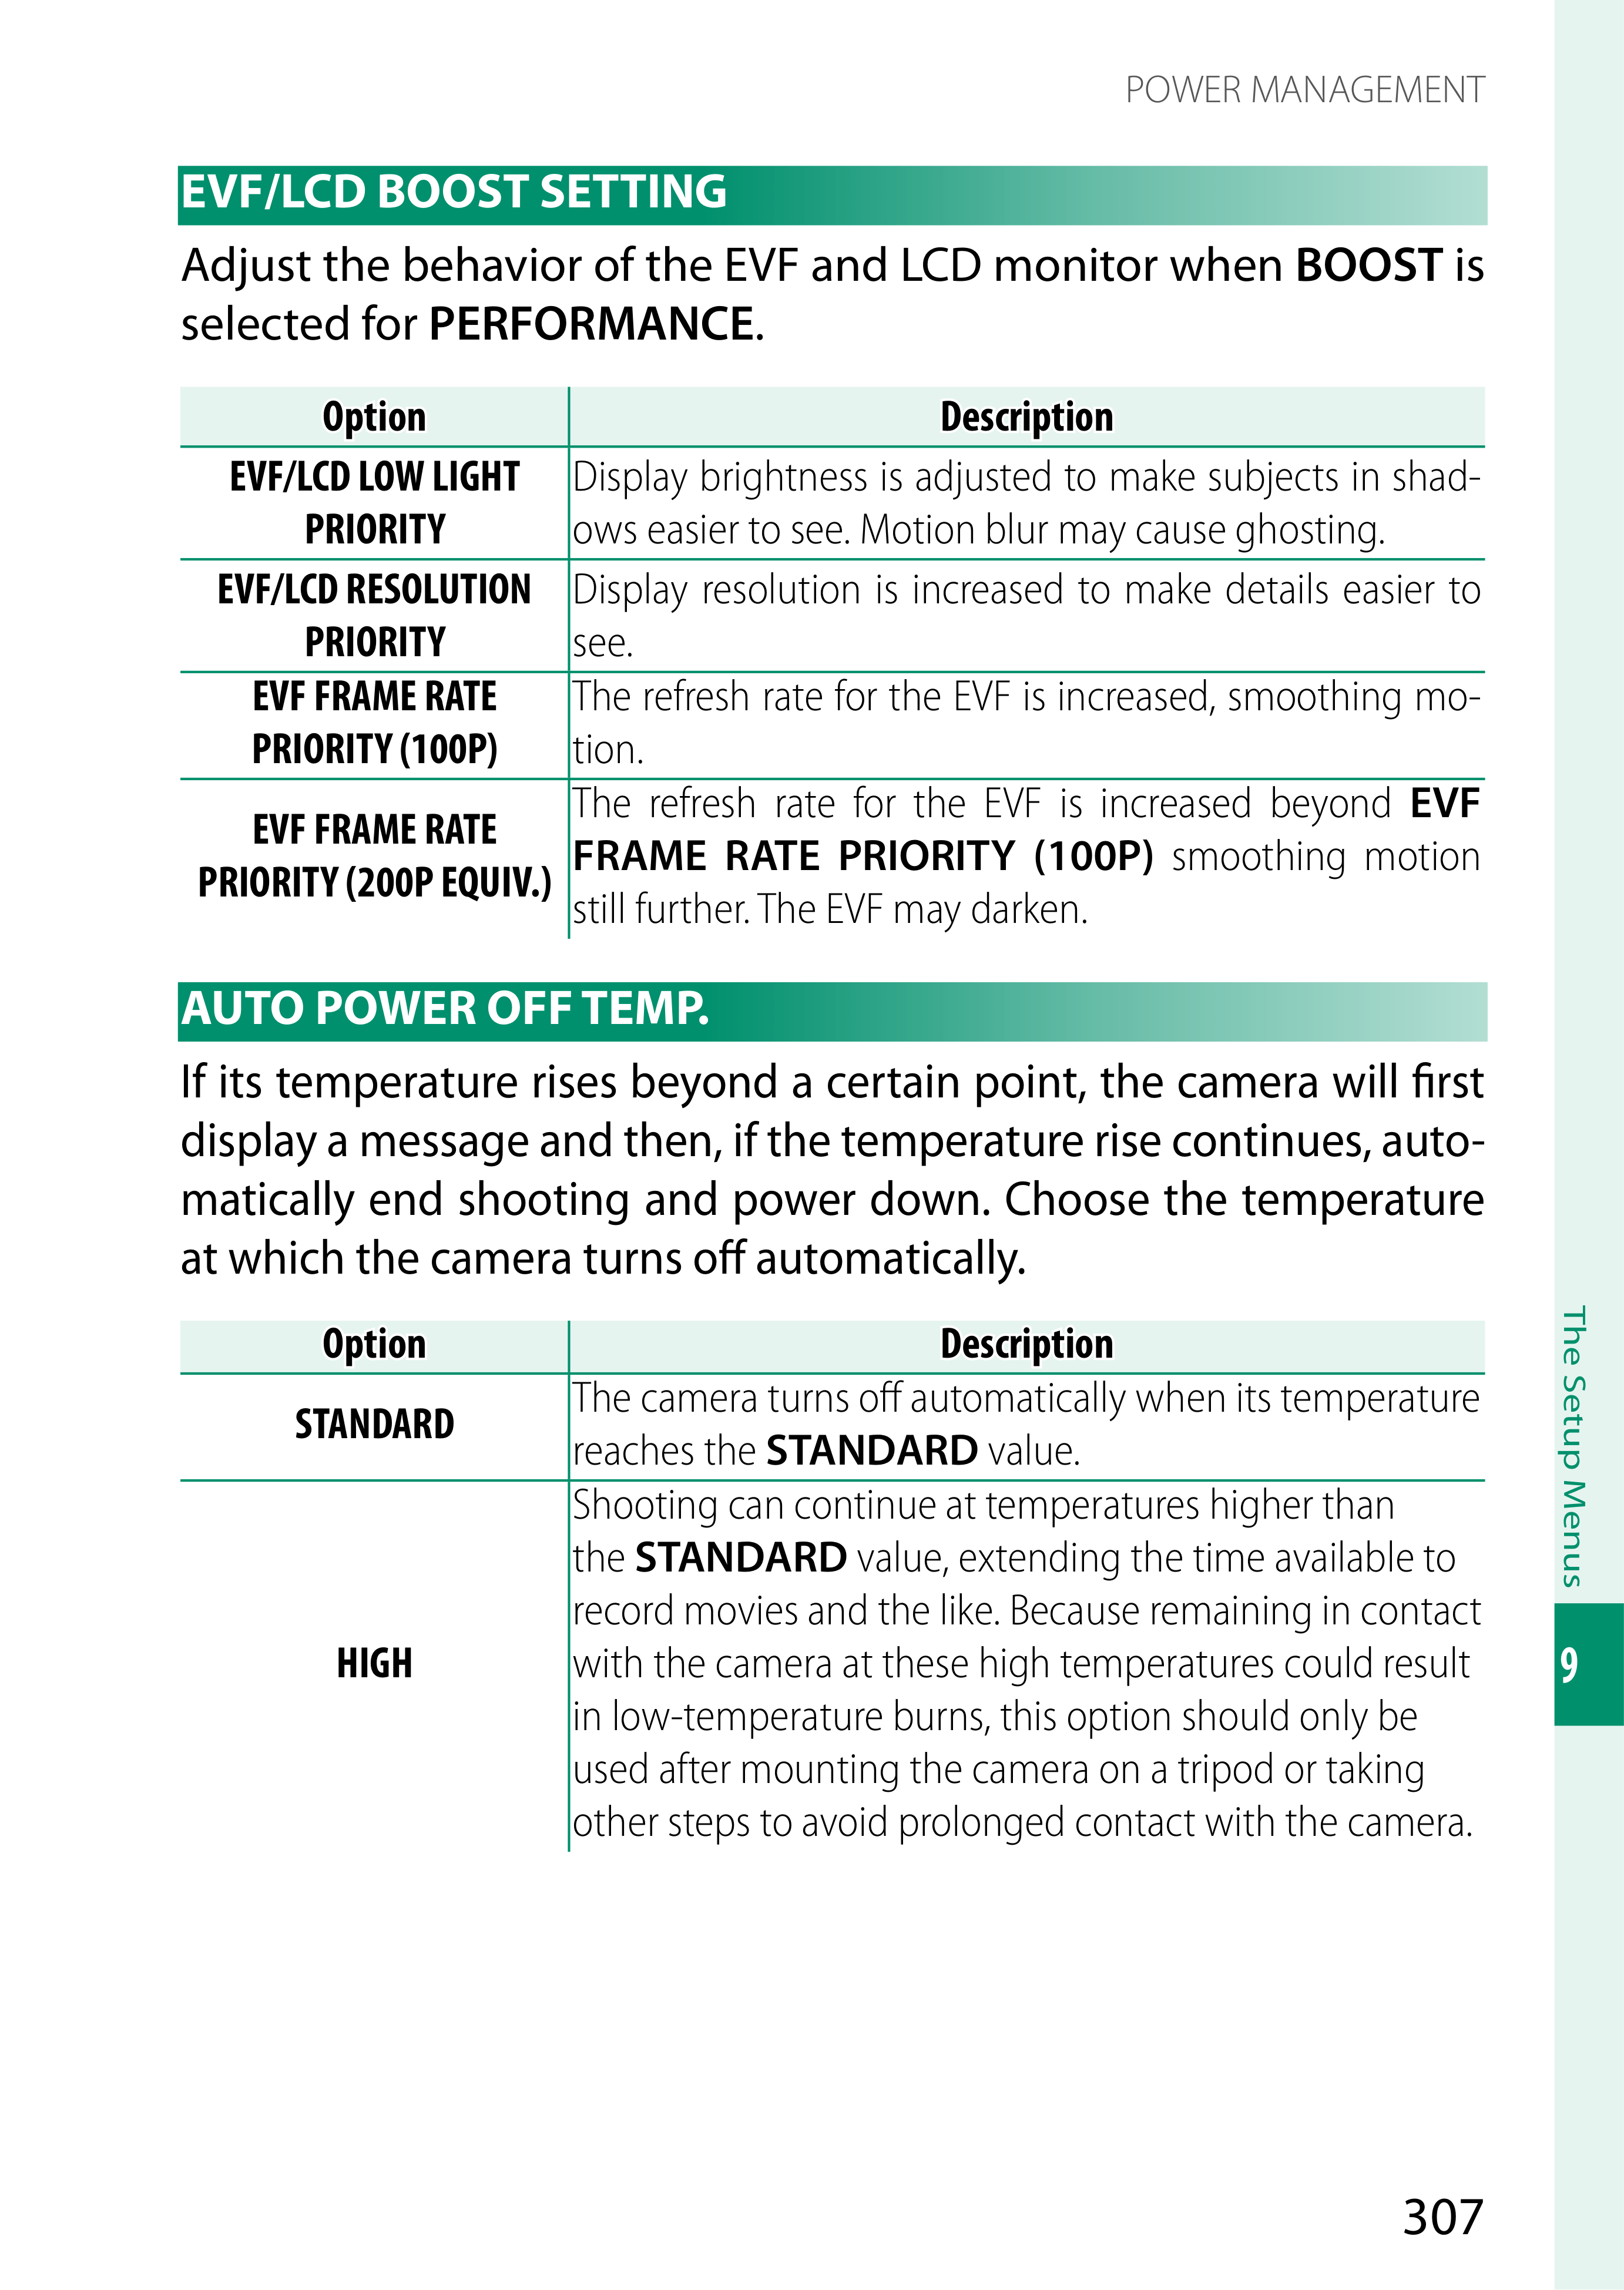 POWER MANAGEMENT
EVF/LCD BOOST SETTING
Adjust the behavior of the EVF and LCD monitor when BOOST is
selected for PERFORMANCE.
Option
Description
EVF/LCD LOW LIGHT
PRIORITY
Display brightness is adjusted to make subjects in shad-
ows easier to see. Motion blur may cause ghosting.
EVF/LCD RESOLUTION
PRIORITY
Display resolution is increased to make details easier to
see.
EVF FRAME RATE
PRIORITY (100P)
The refresh rate for the EVF is increased, smoothing mo-
tion.
EVF FRAME RATE
PRIORITY (200P EQUIV.)
The refresh rate for the EVF is increased beyond EVF
FRAME RATE PRIORITY (100P) smoothing motion
still further. The EVF may darken.
AUTO POWER OFF TEMP.
If its temperature rises beyond a certain point, the camera will first
display a message and then, if the temperature rise continues, auto-
matically end shooting and power down. Choose the temperature
at which the camera turns off automatically.
Option
Description
STANDARD
The camera turns off automatically when its temperature
reaches the STANDARD value.
HIGH
Shooting can continue at temperatures higher than
the STANDARD value, extending the time available to
record movies and the like. Because remaining in contact
with the camera at these high temperatures could result
in low-temperature burns, this option should only be
used after mounting the camera on a tripod or taking
other steps to avoid prolonged contact with the camera.
The Setup Menus
9
307